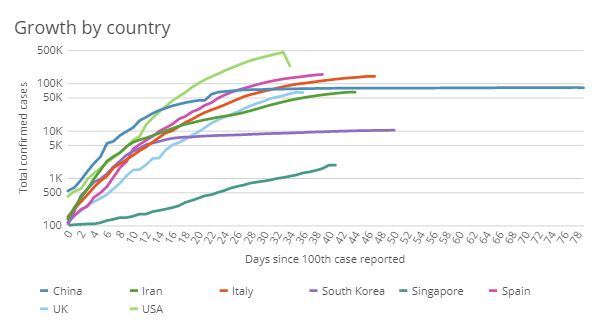 Growth by country
Total confirmed cases
500K
100K
50K
10K
5K
1K
500
100
0 2 4 6 8 10 12 14 16 18 20 22 24 26 28 30 32 34 36 38 40 42 44 46 48 50 52 54 56 58 60 62 64 66 68 70 72 74 76 78
Days since 100th case reported
China Iran Italy South Korea Singapore Spain
UK USA